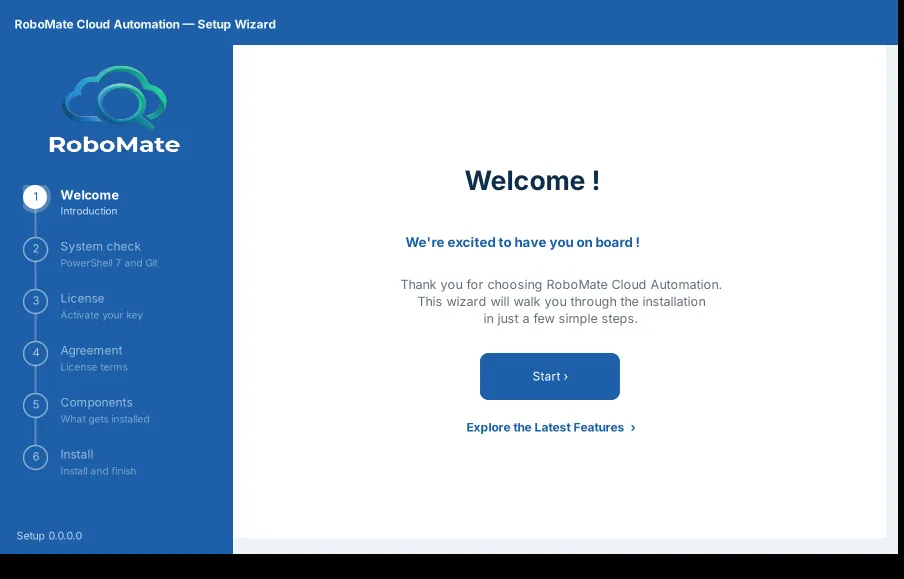 RoboMate Cloud Automation — Setup Wizard
RoboMate
1
Welcome
Introduction
2
System check
PowerShell 7 and Git
3
License
Activate your key
4
Agreement
License terms
5
Components
What gets installed
6
Install
Install and finish
Setup 0.0.0.0
Welcome !
We're excited to have you on board !
Thank you for choosing RoboMate Cloud Automation.
This wizard will walk you through the installation
in just a few simple steps.
Start ›
Explore the Latest Features ›